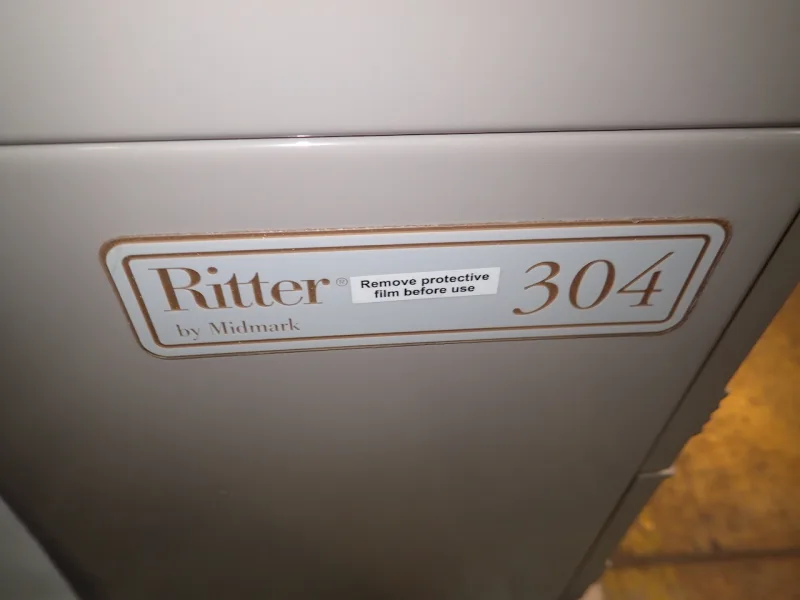 Ritter® Remove protective 304
film before use
by Midmark